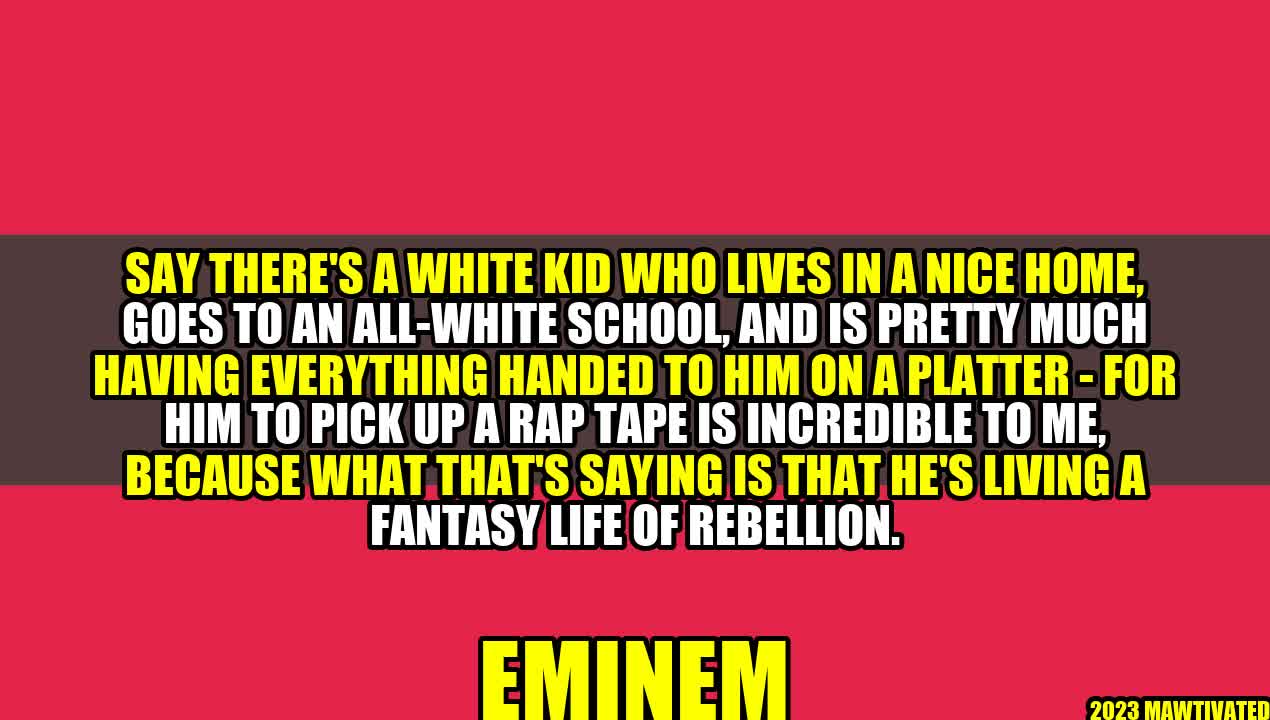 SAY THERE'S A WHITE KID WHO LIVES IN A NICE HOME,
GOES TO AN ALL-WHITE SCHOOL, AND IS PRETTY MUCH
HAVING EVERYTHING HANDED TO HIM ON A PLATTER - FOR
HIM TO PICK UP A RAP TAPE IS INCREDIBLE TO ME,
BECAUSE WHAT THAT'S SAYING IS THAT HE'S LIVING A
FANTASY LIFE OF REBELLION.
EMINEM
2023 MAWTIVATED